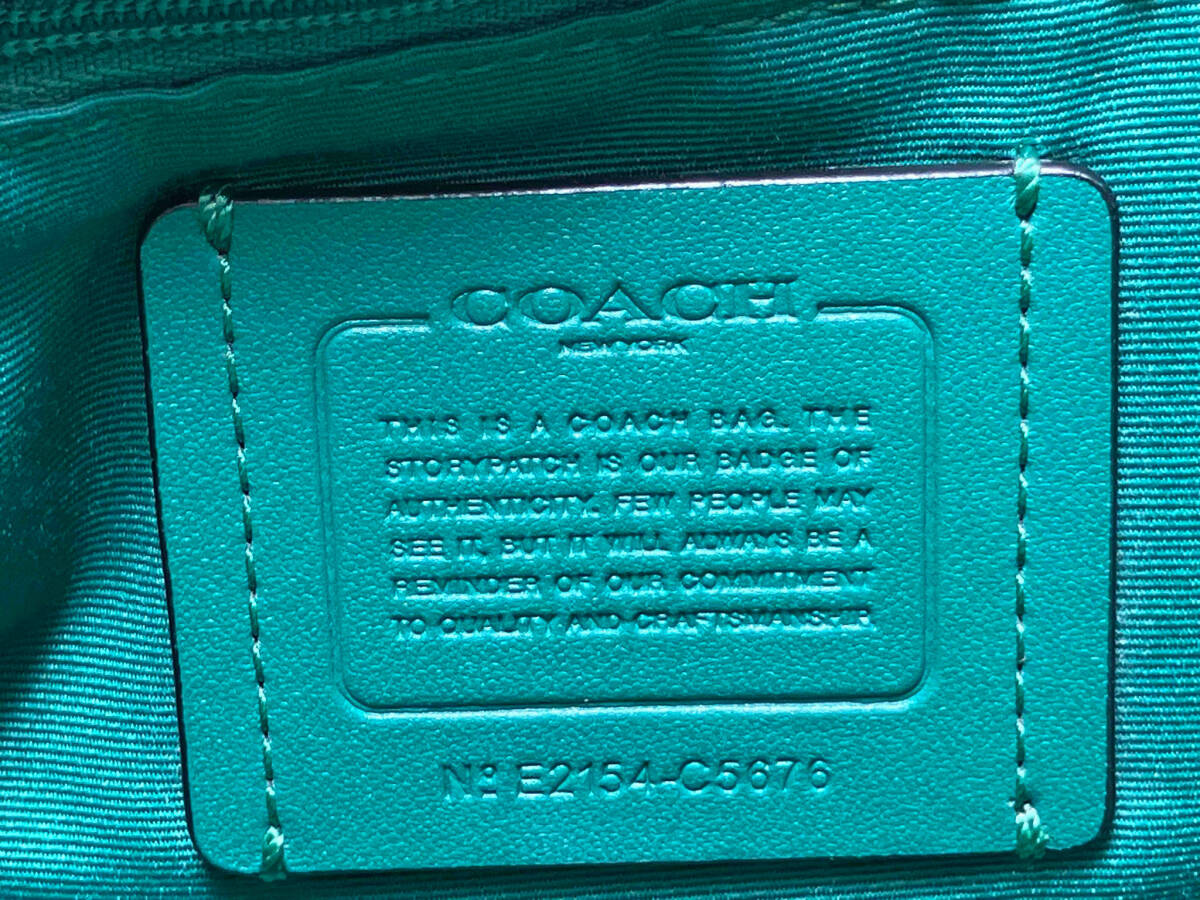 COACH
NEW YORK
THIS IS A COACH BAG. THE
STORYPATCH IS OUR BADGE OF
AUTHENTICITY. FEW PEOPLE MAY
SEE IT. BUT IT WILL ALWAYS BE A
REMINDER OF OUR COMMITMENT
TO QUALITY AND CRAFTSMANSHIP
Nº E2154-C5676